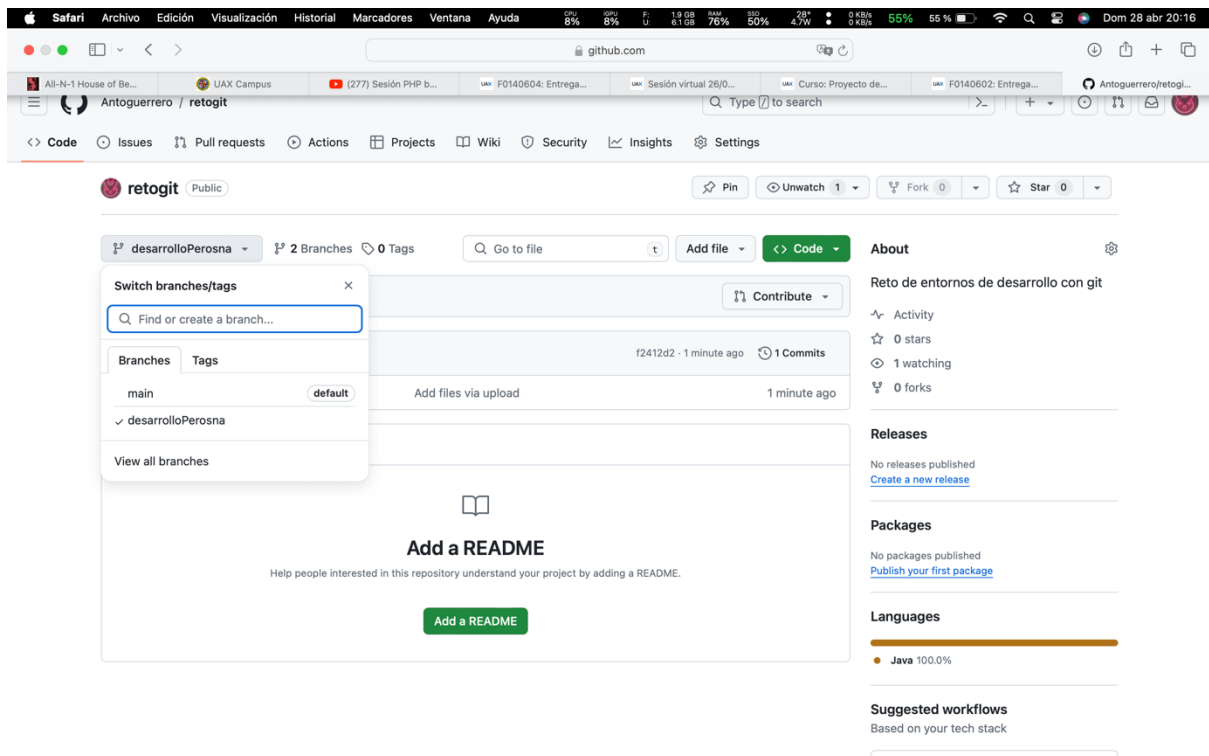 Safari Archivo Edición Visualización Historial Marcadores Ventana Ayuda CPU 8% IGPU 8% F: 1.9 GB U: 6.1 GB RAM 76% SSD 50% 28° 4.7W 0 KB/s 0 KB/s 55% 55 % Dom 28 abr 20:16
github.com
All-N-1 House of Be... UAX Campus (277) Sesión PHP b... UAX F0140604: Entrega... UAX Sesión virtual 26/0... UAX Curso: Proyecto de... UAX F0140602: Entrega... Antoguerrero/retogi...
Antoguerrero / retogit Type / to search
Code Issues Pull requests Actions Projects Wiki Security Insights Settings
retogit Public Pin Unwatch 1 Fork 0 Star 0
desarrolloPerosna 2 Branches 0 Tags Go to file t Add file Code
Switch branches/tags
Find or create a branch...
Branches Tags
main default
desarrolloPerosna
View all branches
Contribute
f2412d2 · 1 minute ago 1 Commits
Add files via upload 1 minute ago
Add a README
Help people interested in this repository understand your project by adding a README.
Add a README
About
Reto de entornos de desarrollo con git
Activity
0 stars
1 watching
0 forks
Releases
No releases published
Create a new release
Packages
No packages published
Publish your first package
Languages
Java 100.0%
Suggested workflows
Based on your tech stack